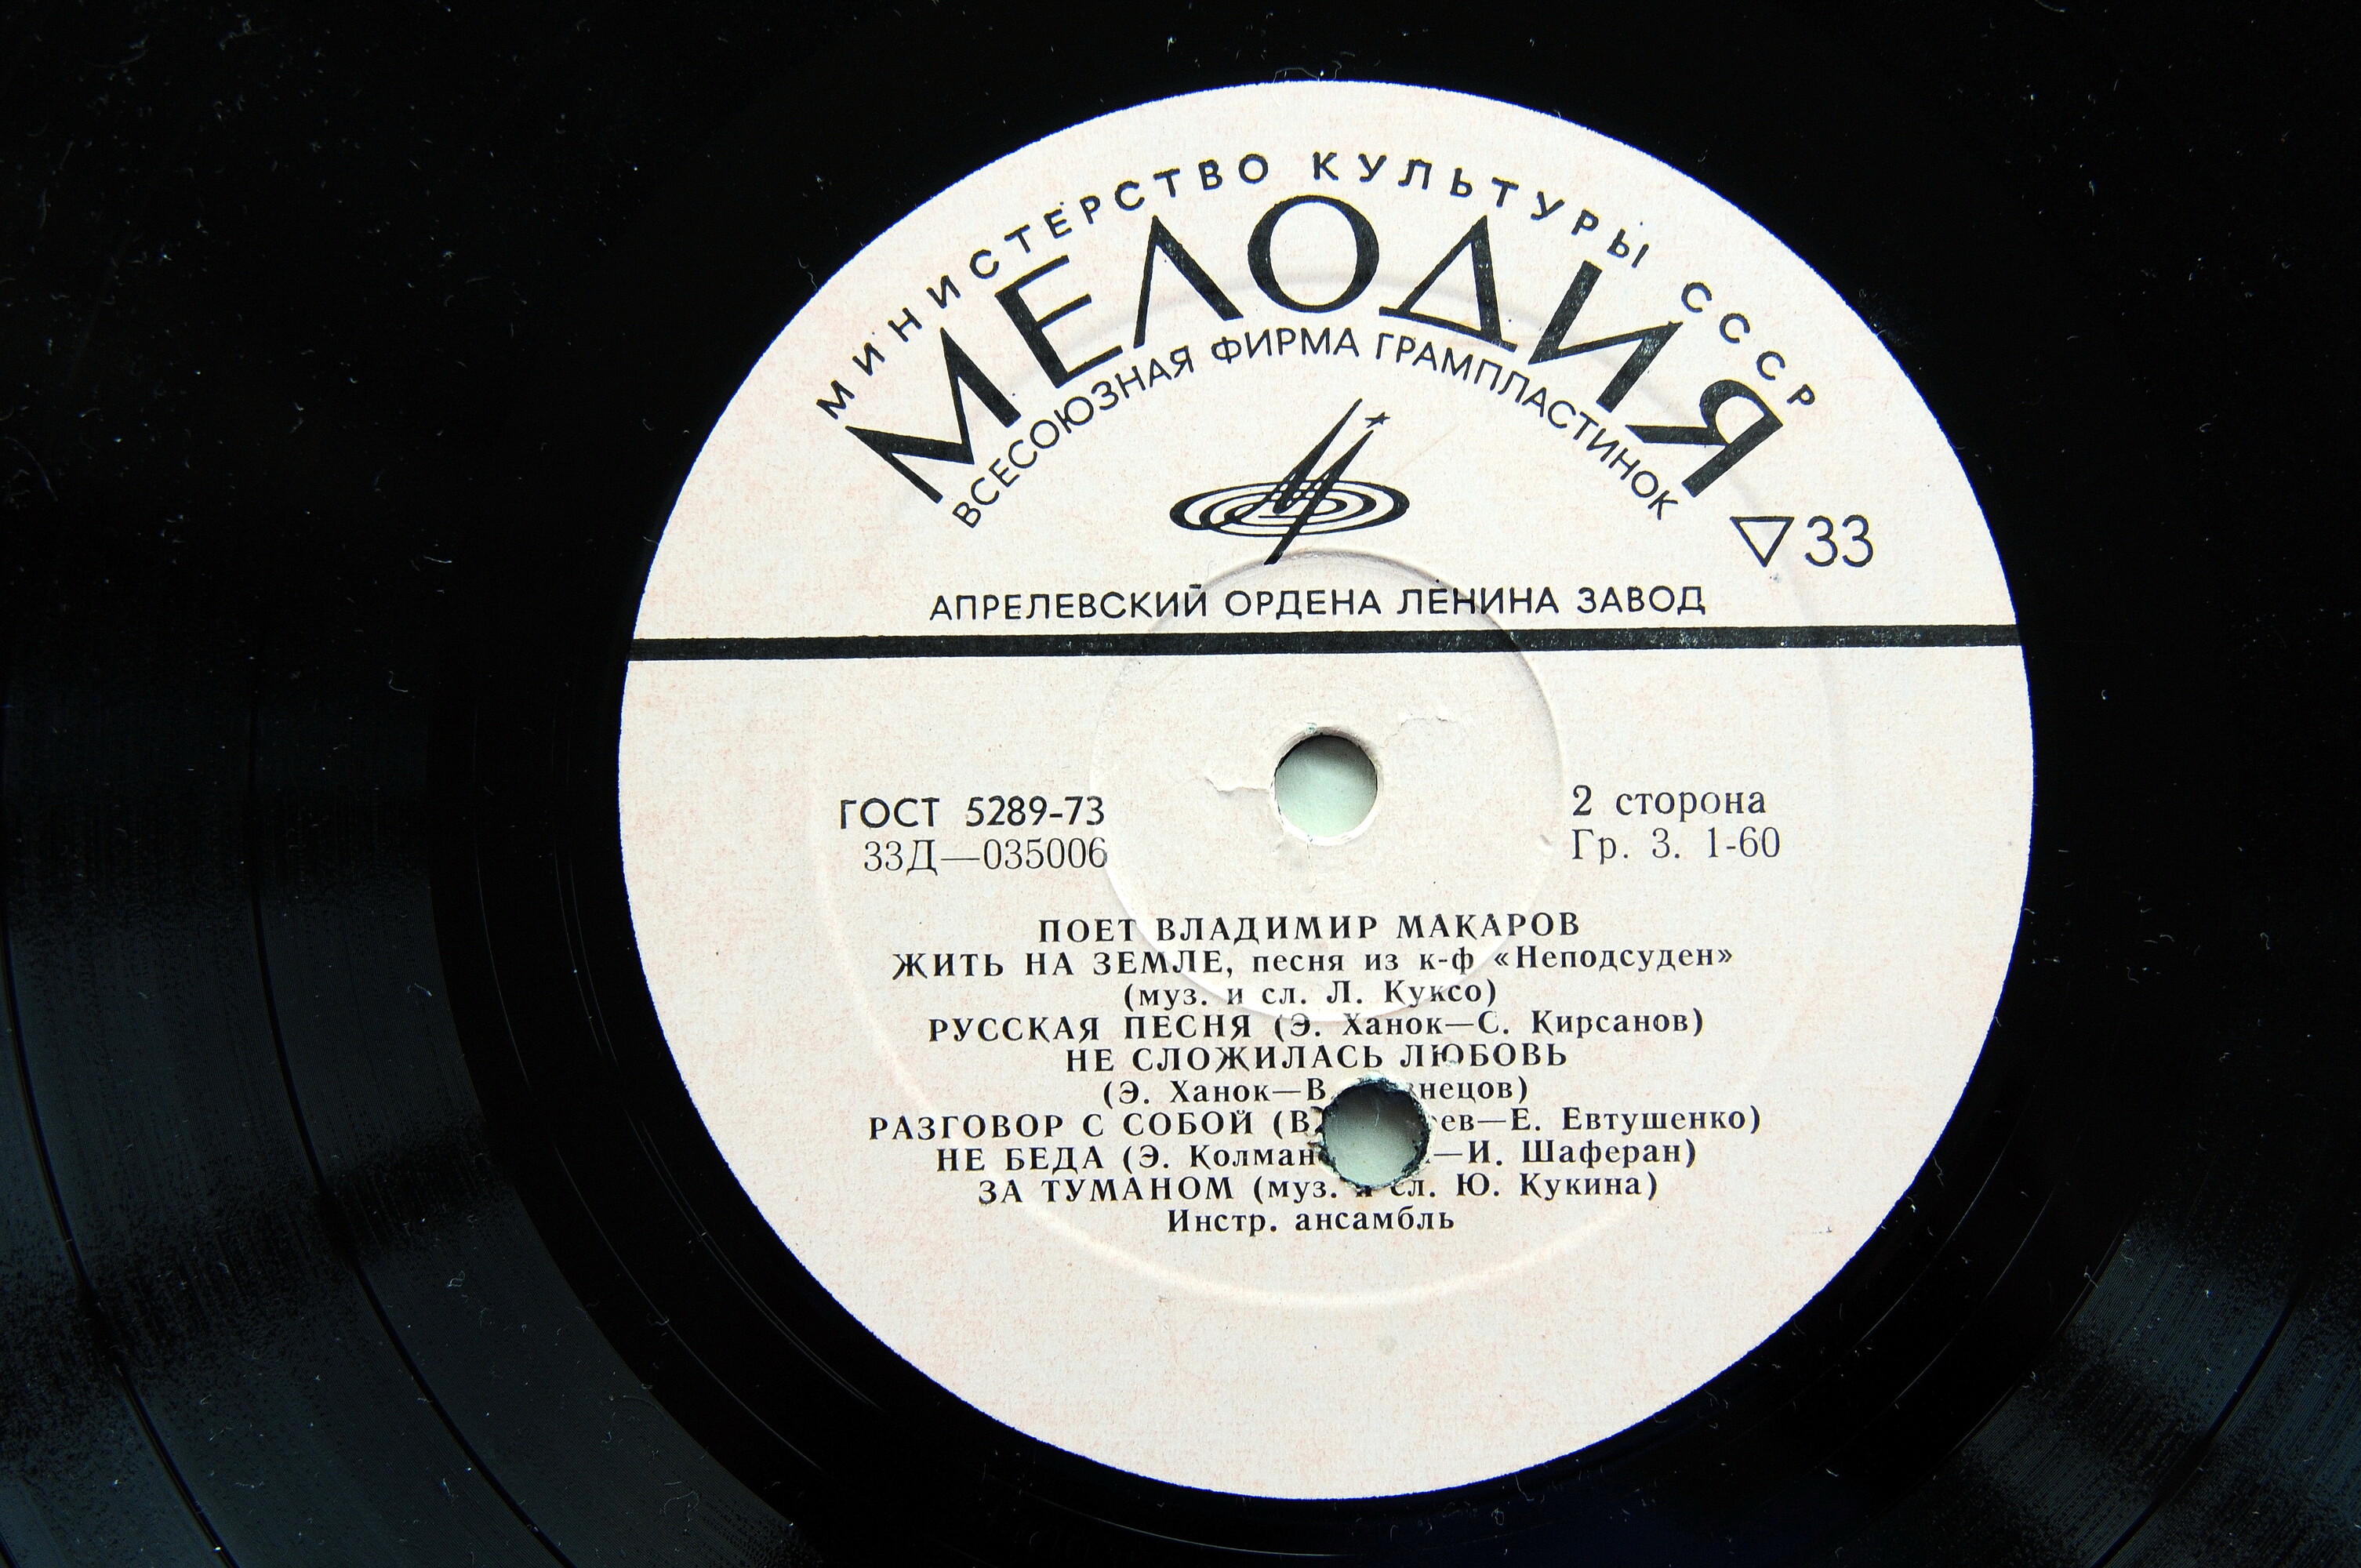 МИНИСТЕРСТВО КУЛЬТУРЫ СССР
МЕЛОДИЯ
ВСЕСОЮЗНАЯ ФИРМА ГРАМПЛАСТИНОК
33
АПРЕЛЕВСКИЙ ОРДЕНА ЛЕНИНА ЗАВОД
ГОСТ 5289-73
33Д—035006
2 сторона
Гр. 3. 1-60
ПОЕТ ВЛАДИМИР МАКАРОВ
ЖИТЬ НА ЗЕМЛЕ, песня из к-ф «Неподсуден»
(муз. и сл. Л. Куксо)
РУССКАЯ ПЕСНЯ (Э. Ханок—С. Кирсанов)
НЕ СЛОЖИЛАСЬ ЛЮБОВЬ
(Э. Ханок—В.
РАЗГОВОР С СОБОЙ —Е. Евтушенко)
НЕ БЕДА (Э. —И. Шаферан)
ЗА ТУМАНОМ (муз. и сл. Ю. Кукина)
Инстр. ансамбль